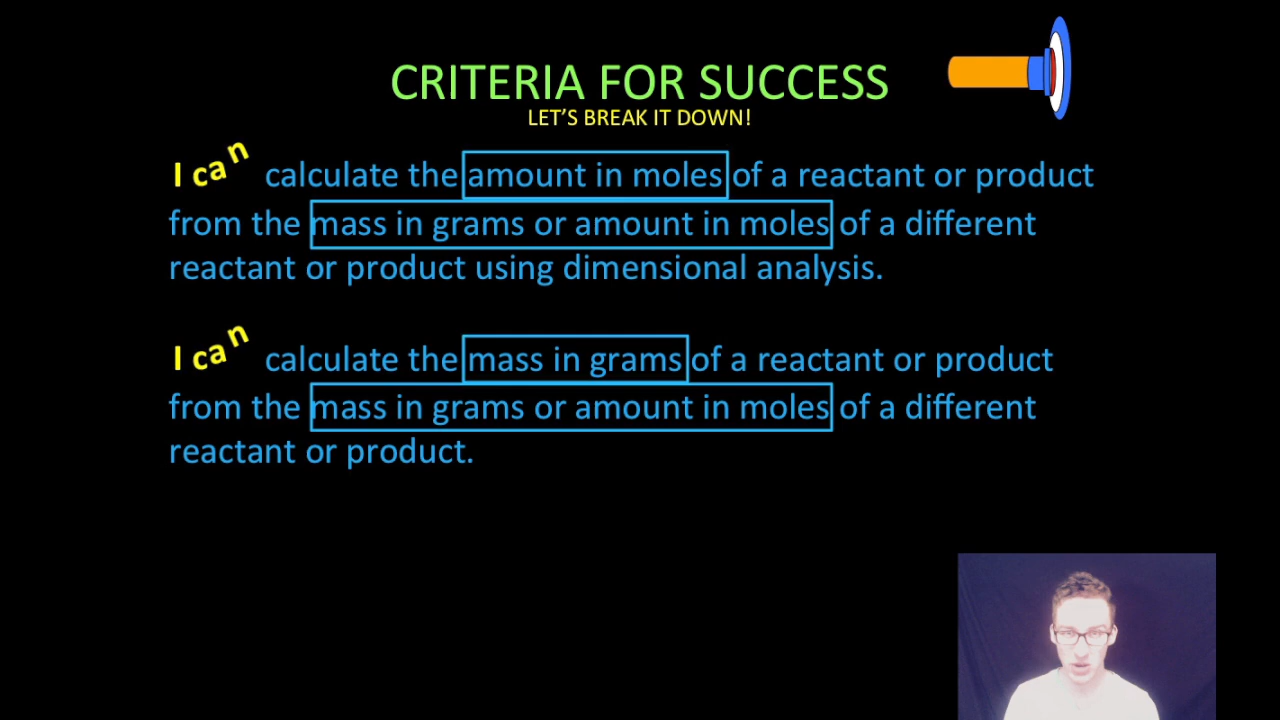 CRITERIA FOR SUCCESS
LET'S BREAK IT DOWN!
I can calculate the amount in moles of a reactant or product
from the mass in grams or amount in moles of a different
reactant or product using dimensional analysis.
I can calculate the mass in grams of a reactant or product
from the mass in grams or amount in moles of a different
reactant or product.